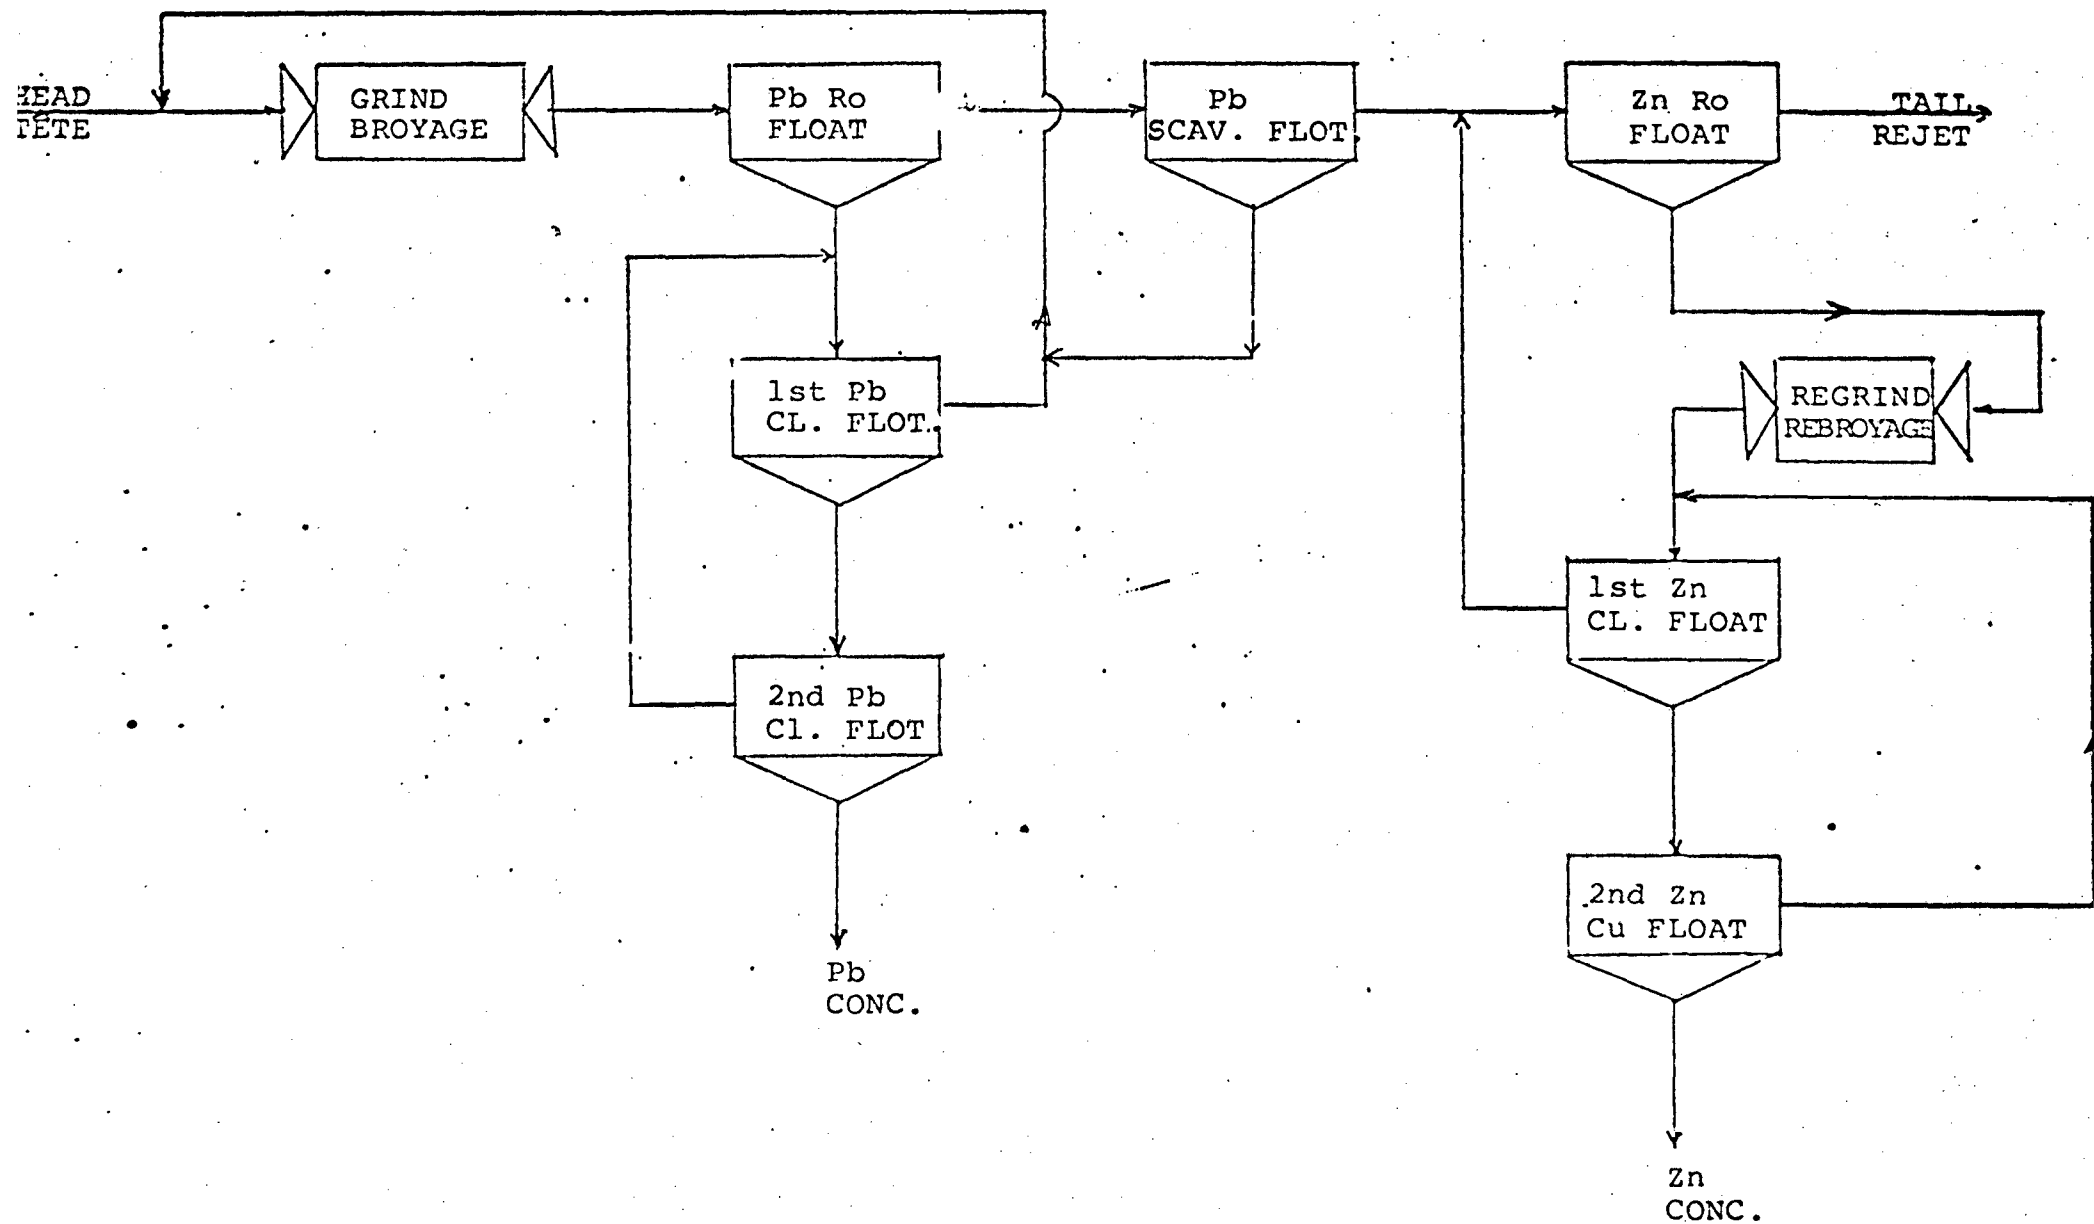 HEAD
TETE
GRIND
BROYAGE
Pb Ro
FLOAT
Pb
SCAV. FLOT.
Zn Ro
FLOAT
TAIL
REJET
1st Pb
CL. FLOT.
REGRIND
REBROYAGE
1st Zn
CL. FLOAT
2nd Pb
Cl. FLOT
2nd Zn
Cu FLOAT
Pb
CONC.
Zn
CONC.